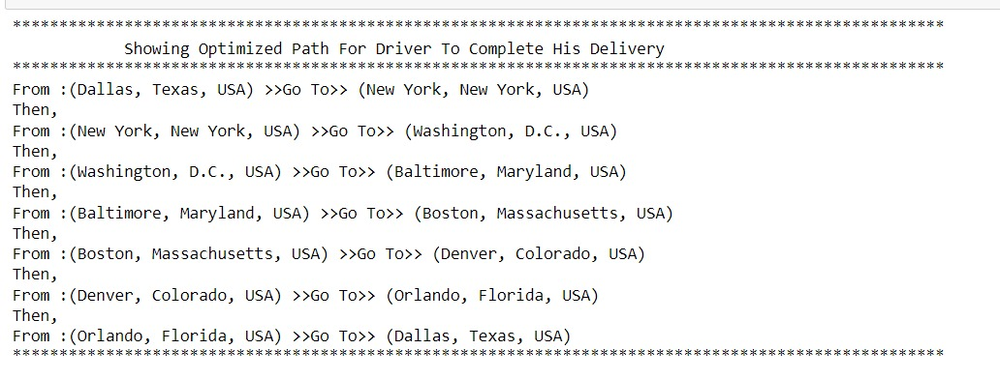 ****************************************************************************************************
Showing Optimized Path For Driver To Complete His Delivery
****************************************************************************************************
From :(Dallas, Texas, USA) >>Go To>> (New York, New York, USA)
Then,
From :(New York, New York, USA) >>Go To>> (Washington, D.C., USA)
Then,
From :(Washington, D.C., USA) >>Go To>> (Baltimore, Maryland, USA)
Then,
From :(Baltimore, Maryland, USA) >>Go To>> (Boston, Massachusetts, USA)
Then,
From :(Boston, Massachusetts, USA) >>Go To>> (Denver, Colorado, USA)
Then,
From :(Denver, Colorado, USA) >>Go To>> (Orlando, Florida, USA)
Then,
From :(Orlando, Florida, USA) >>Go To>> (Dallas, Texas, USA)
****************************************************************************************************